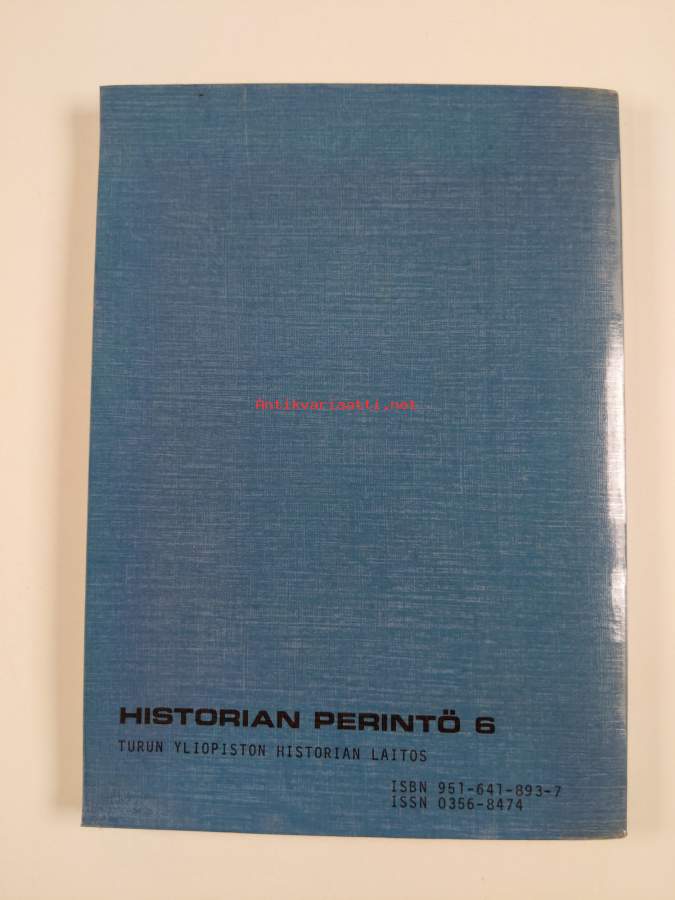 Antikvariaatti.net
HISTORIAN PERINTÖ 6
TURUN YLIOPISTON HISTORIAN LAITOS
ISBN 951-641-893-7
ISSN 0356-8474